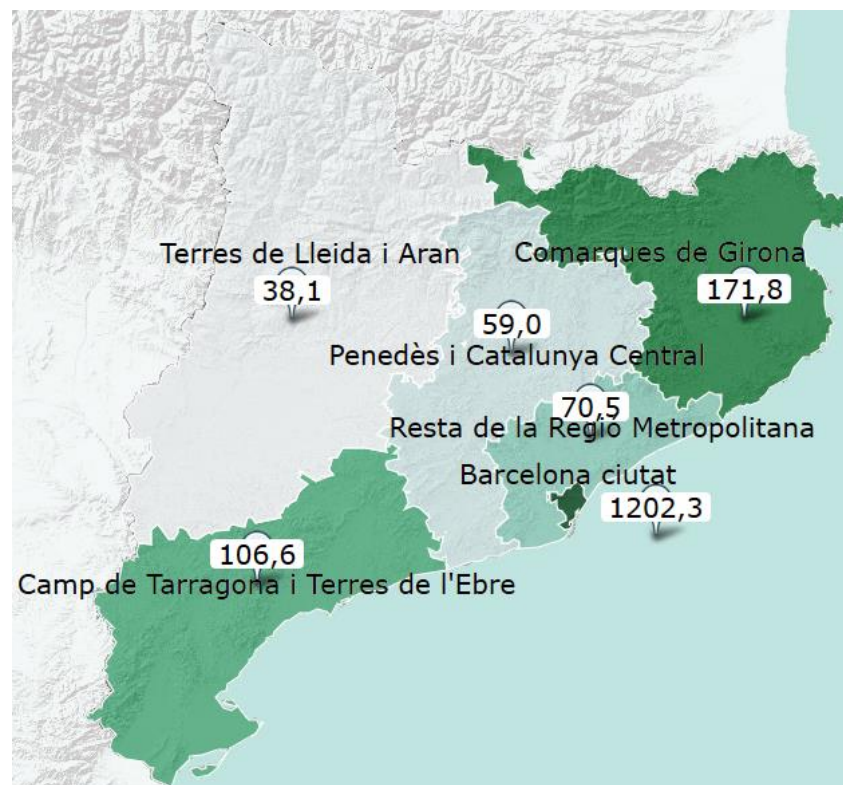 Terres de Lleida i Aran
38,1
Comarques de Girona
171,8
59,0
Penedès i Catalunya Central
70,5
Resta de la Regió Metropolitana
Barcelona ciutat
1202,3
106,6
Camp de Tarragona i Terres de l'Ebre